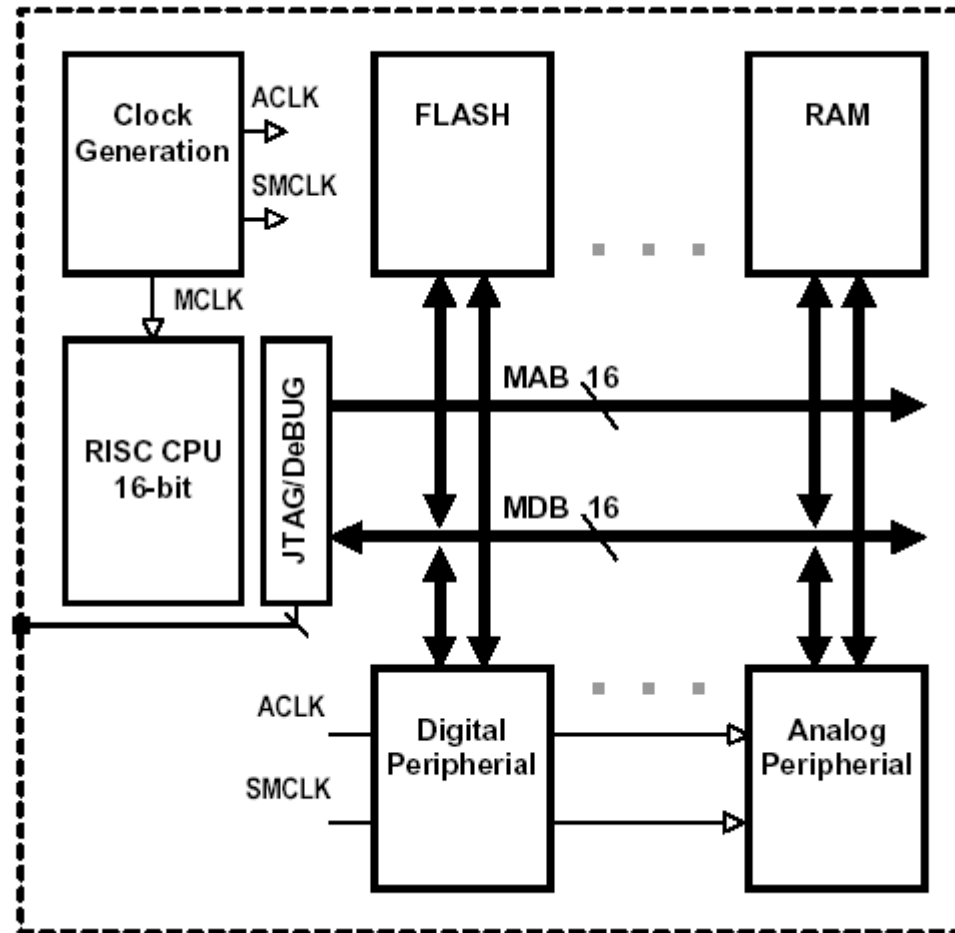 Clock
Generation
ACLK
SMCLK
FLASH
RAM
MCLK
RISC CPU
16-bit
JTAG/DeBUG
MAB 16
MDB 16
ACLK
SMCLK
Digital
Peripherial
Analog
Peripherial